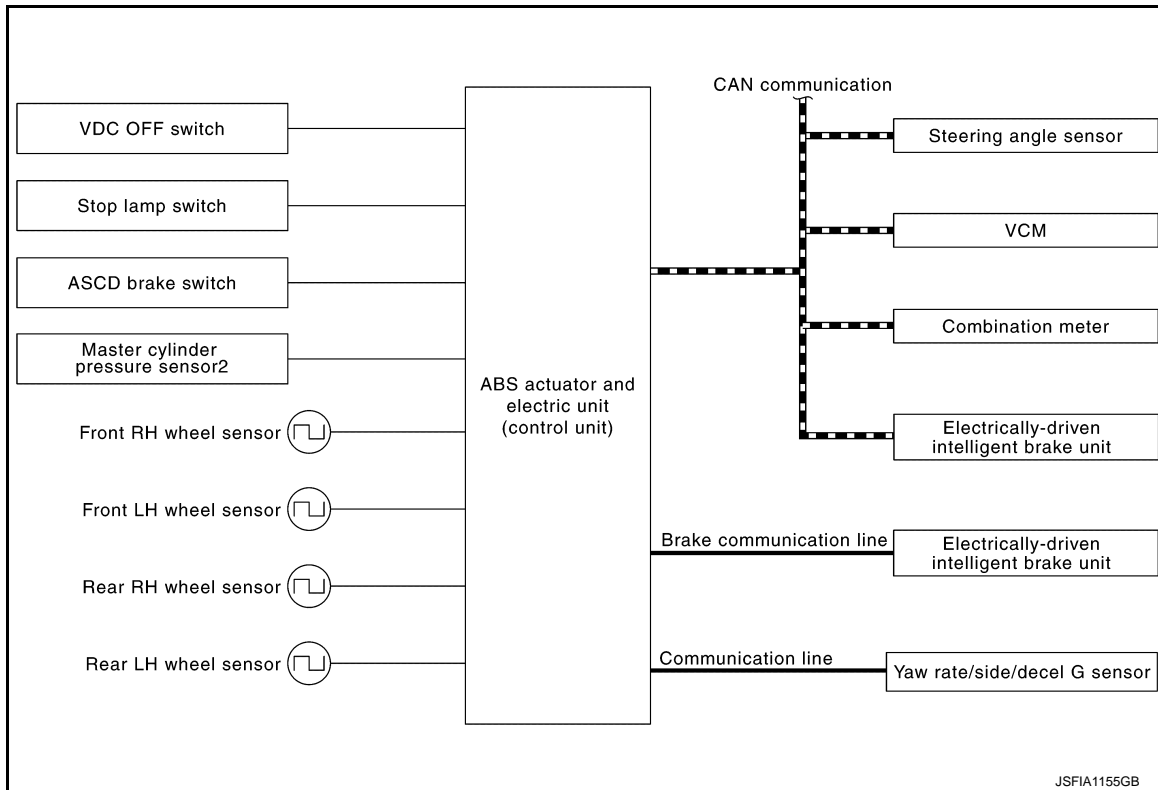 VDC OFF switch
Stop lamp switch
ASCD brake switch
Master cylinder
pressure sensor2
Front RH wheel sensor
Front LH wheel sensor
Rear RH wheel sensor
Rear LH wheel sensor
ABS actuator and
electric unit
(control unit)
CAN communication
Steering angle sensor
VCM
Combination meter
Electrically-driven
intelligent brake unit
Brake communication line
Electrically-driven
intelligent brake unit
Communication line
Yaw rate/side/decel G sensor
JSFIA1155GB